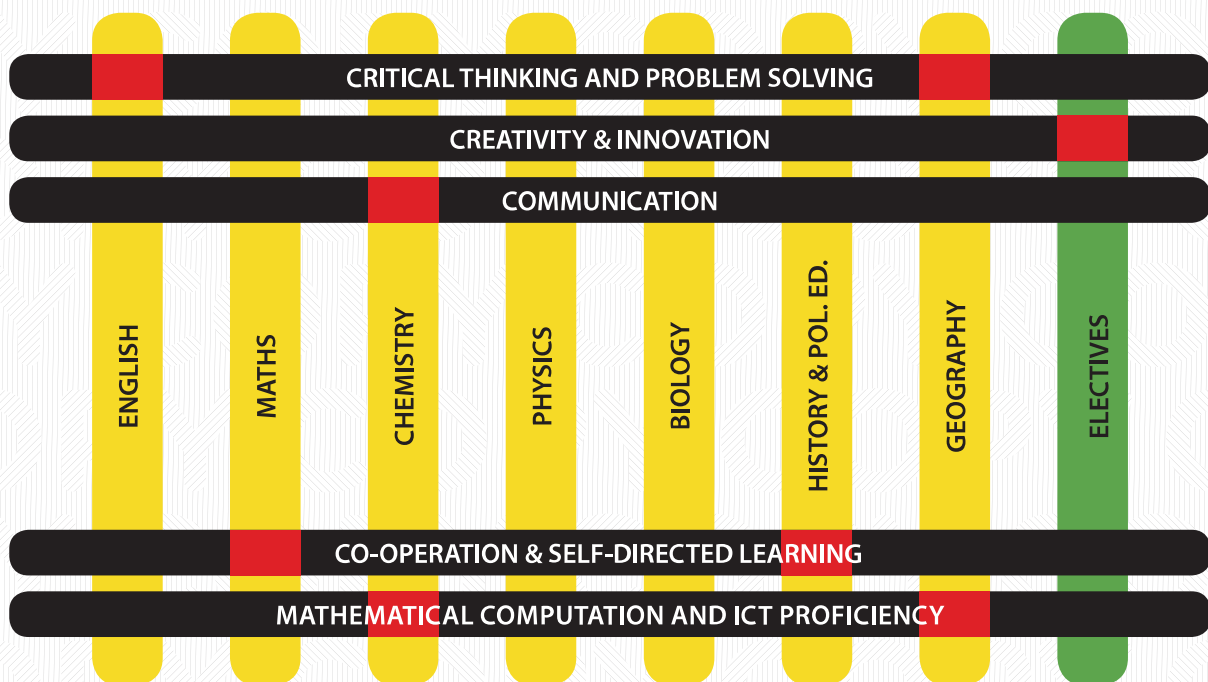 CRITICAL THINKING AND PROBLEM SOLVING
CREATIVITY & INNOVATION
COMMUNICATION
ENGLISH
MATHS
CHEMISTRY
PHYSICS
BIOLOGY
HISTORY & POL. ED.
GEOGRAPHY
ELECTIVES
CO-OPERATION & SELF-DIRECTED LEARNING
MATHEMATICAL COMPUTATION AND ICT PROFICIENCY